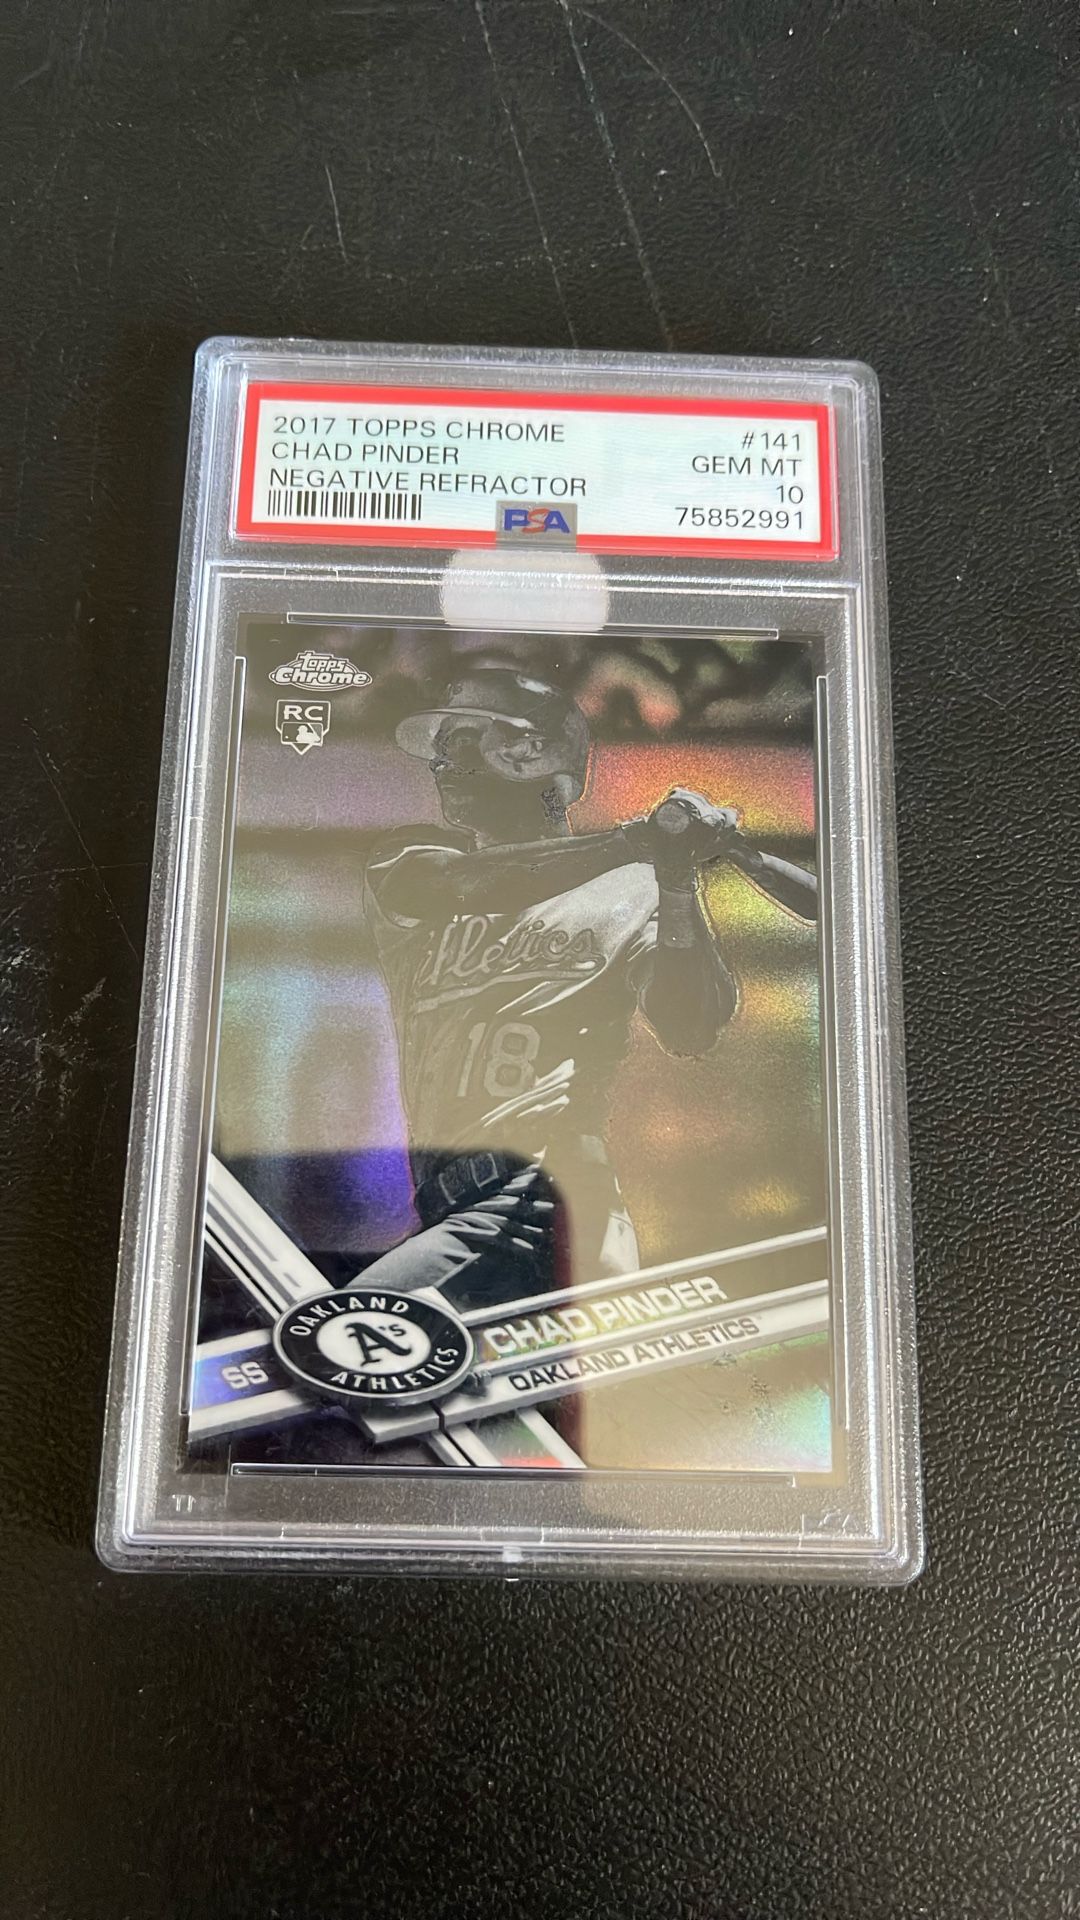 2017 TOPPS CHROME #141
CHAD PINDER GEM MT
NEGATIVE REFRACTOR 10
PSA 75852991
Topps
Chrome
RC
Athletics
18
OAKLAND
A's
ATHLETICS
SS
CHAD PINDER
OAKLAND ATHLETICS™